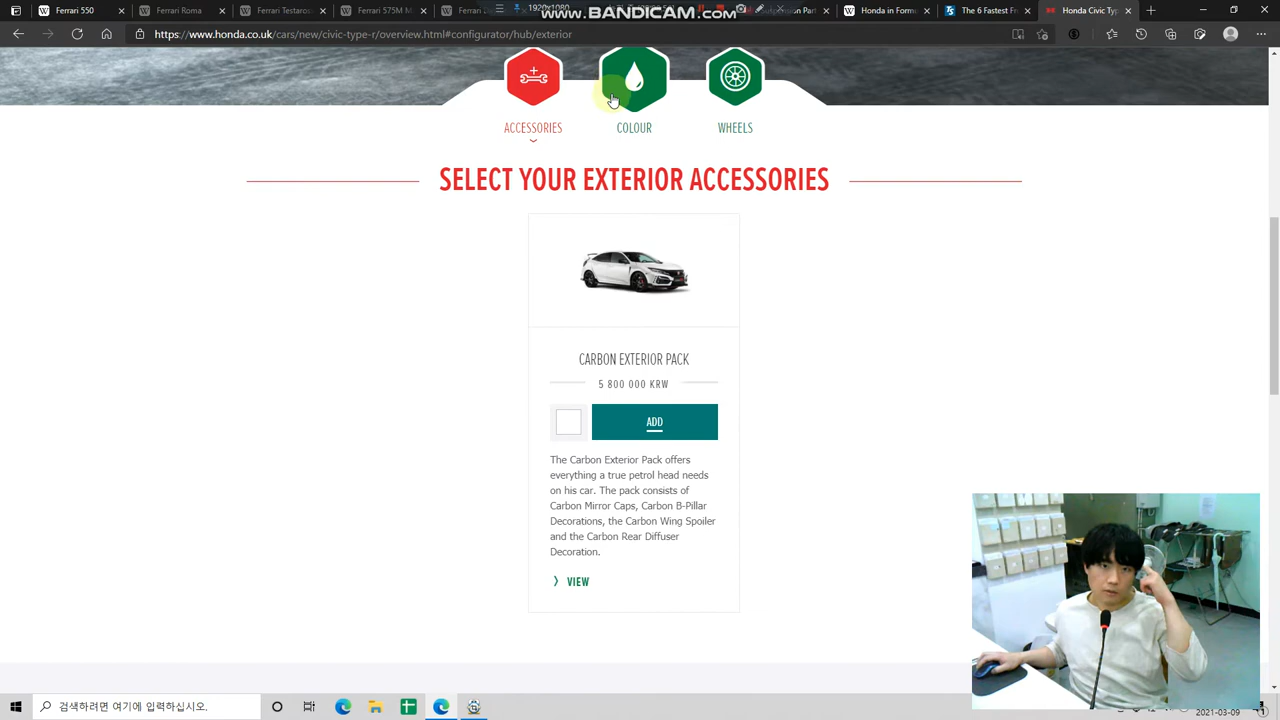 Ferrari 550
Ferrari Roma
Ferrari Testaros
Ferrari 575M M
configurator
configurator
Honda in Formu
The 6 Fastest Fr
Honda Civic Typ
1920x1080
WWW.BANDICAM.COM
https://www.honda.co.uk/cars/new/civic-type-r/overview.html#configurator/exterior
ACCESSORIES
COLOUR
WHEELS
SELECT YOUR EXTERIOR ACCESSORIES
CARBON EXTERIOR PACK
5 800 000 KRW
ADD
The Carbon Exterior Pack offers
everything a true petrol head needs
on his car. The pack consists of
Carbon Mirror Caps, Carbon B-Pillar
Decorations, the Carbon Wing Spoiler
and the Carbon Rear Diffuser
Decoration.
VIEW
검색하려면 여기에 입력하십시오.
2021-03-09